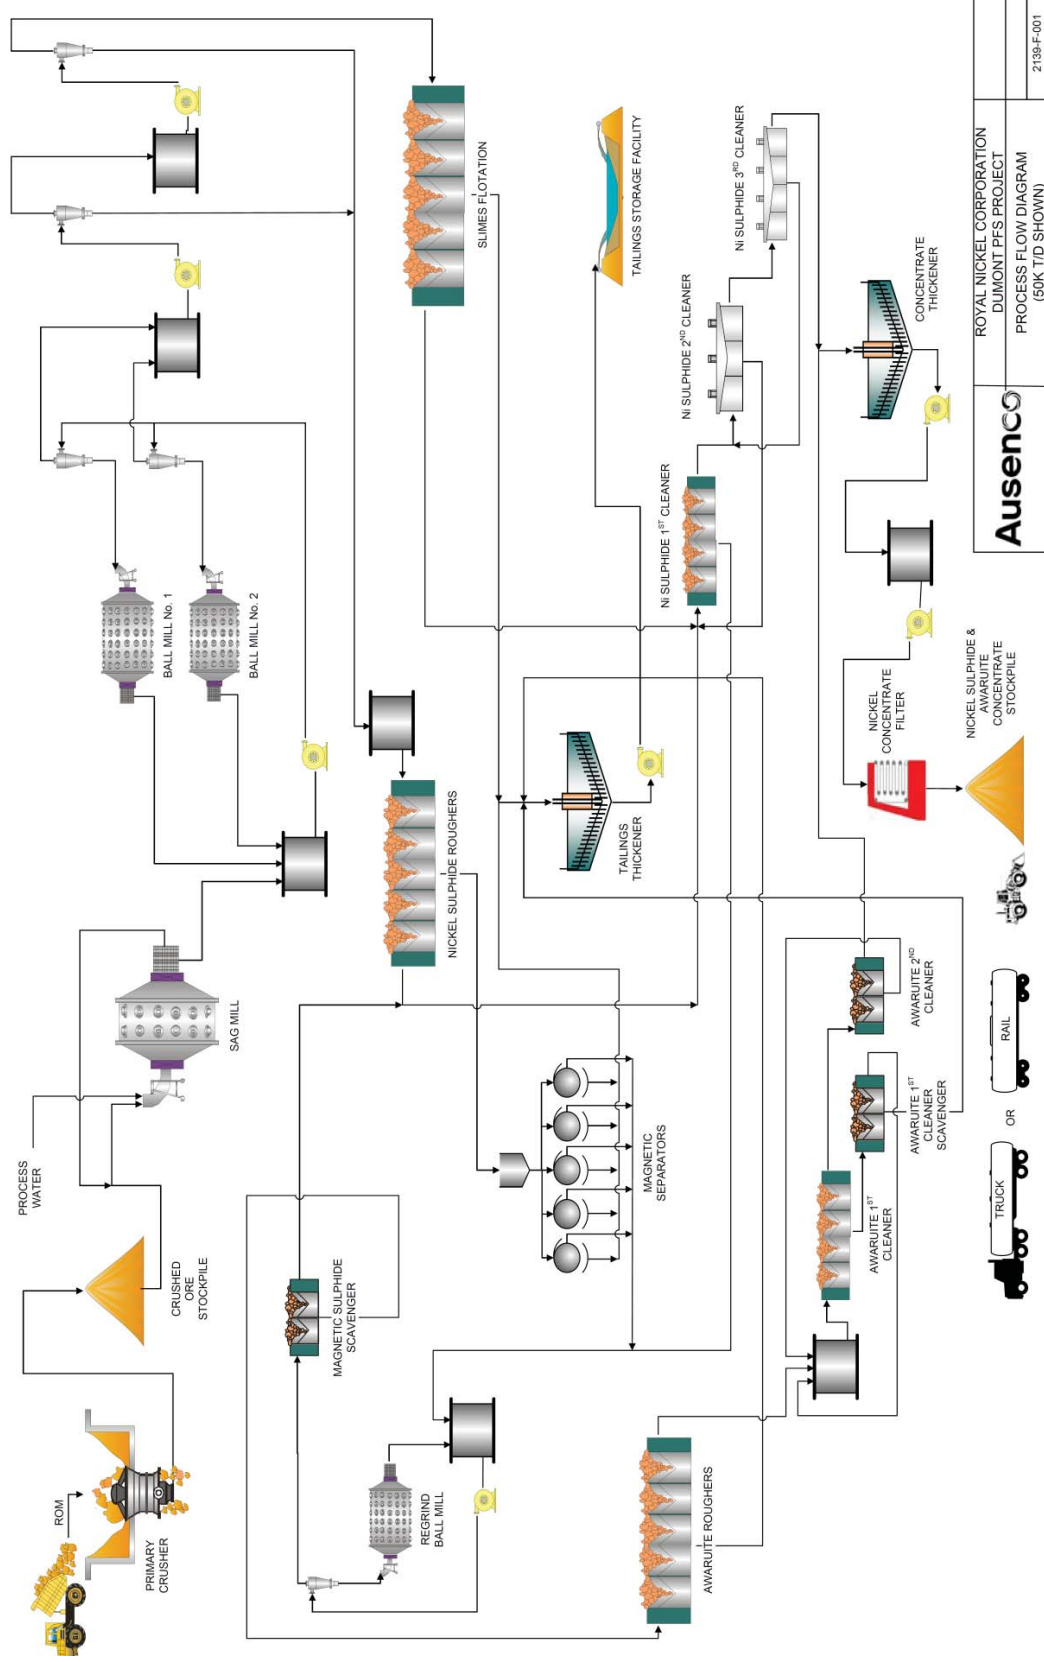 ROM
PRIMARY
CRUSHER
CRUSHED
ORE
STOCKPILE
PROCESS
WATER
SAG MILL
BALL MILL No. 1
BALL MILL No. 2
SLIMES FLOTATION
NICKEL SULPHIDE ROUGHERS
MAGNETIC SULPHIDE
SCAVENGER
REGRIND
BALL MILL
MAGNETIC
SEPARATORS
TAILINGS
THICKENER
TAILINGS STORAGE FACILITY
Ni SULPHIDE 1ST CLEANER
Ni SULPHIDE 2ND CLEANER
Ni SULPHIDE 3RD CLEANER
AWARUITE ROUGHERS
AWARUITE 1ST
CLEANER
AWARUITE 1ST
CLEANER
SCAVENGER
AWARUITE 2ND
CLEANER
CONCENTRATE
THICKENER
NICKEL
CONCENTRATE
FILTER
NICKEL SULPHIDE &
AWARUITE
CONCENTRATE
STOCKPILE
TRUCK
OR
RAIL
Ausenco
ROYAL NICKEL CORPORATION
DUMONT PFS PROJECT
PROCESS FLOW DIAGRAM
(50K T/D SHOWN)
2139-F-001